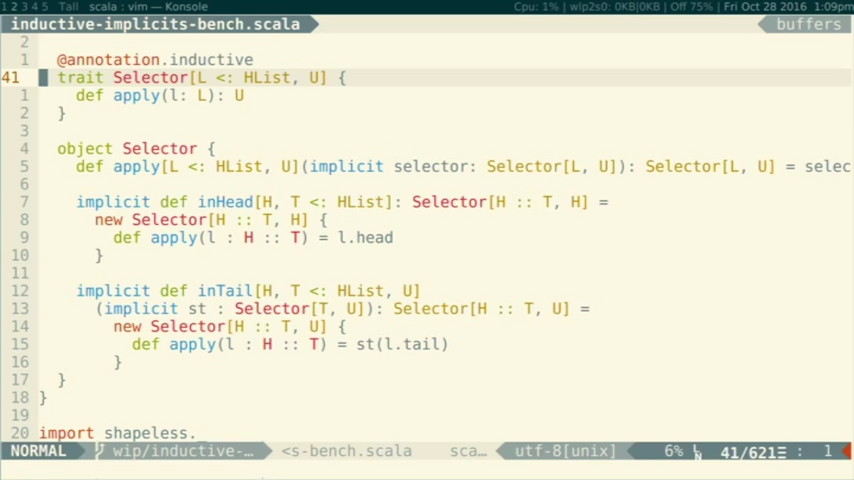 1 2 3 4 5 Tall scala : vim — Konsole Cpu: 1% | wlp2s0: 0KB|0KB | Off 75% | Fri Oct 28 2016 1:09pm
inductive-implicits-bench.scala buffers
2
1 @annotation.inductive
41 trait Selector[L <: HList, U] {
1 def apply(l: L): U
2 }
3
4 object Selector {
5 def apply[L <: HList, U](implicit selector: Selector[L, U]): Selector[L, U] = selec
6
7 implicit def inHead[H, T <: HList]: Selector[H :: T, H] =
8 new Selector[H :: T, H] {
9 def apply(l : H :: T) = l.head
10 }
11
12 implicit def inTail[H, T <: HList, U]
13 (implicit st : Selector[T, U]): Selector[H :: T, U] =
14 new Selector[H :: T, U] {
15 def apply(l : H :: T) = st(l.tail)
16 }
17 }
18 }
19
20 import shapeless._
NORMAL wip/inductive-… <s-bench.scala sca… utf-8[unix] 6% LN 41/621☰ : 1